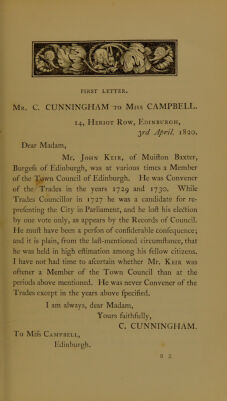 FIRST LETTER.
MR. C. CUNNINGHAM TO MISS CAMPBELL.
14, HERIOT ROW, EDINBURGH,
3rd April, 1820.
Dear Madam,
Mr. JOHN KEIR, of Muiſton Baxter,
Burgeſs of Edinburgh, was at various times a Member
of the Town Council of Edinburgh. He was Convener
of the Trades in the years 1729 and 1730. While
Trades Councillor in 1727 he was a candidate for re-
preſenting the City in Parliament, and he loſt his election
by one vote only, as appears by the Records of Council.
He muſt have been a perſon of conſiderable conſequence;
and it is plain, from the laſt-mentioned circumſtance, that
he was held in high eſtimation among his fellow citizens.
I have not had time to aſcertain whether Mr. KEIR was
oftener a Member of the Town Council than at the
periods above mentioned. He was never Convener of the
Trades except in the years above ſpecified.
I am always, dear Madam,
Yours faithfully,
C. CUNNINGHAM.
To Miſs CAMPBELL,
Edinburgh.
B 2